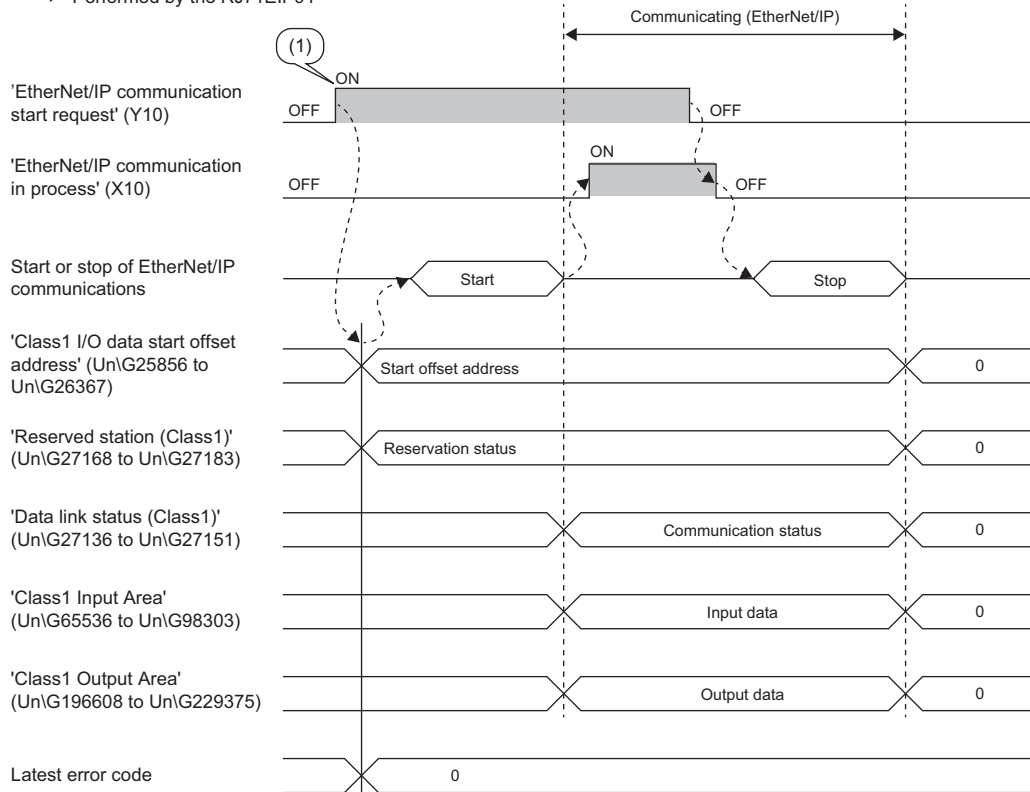 Communicating (EtherNet/IP)
(1)
ON
'EtherNet/IP communication
start request' (Y10)
OFF
OFF
ON
'EtherNet/IP communication
in process' (X10)
OFF
OFF
Start or stop of EtherNet/IP
communications
Start
Stop
'Class1 I/O data start offset
address' (Un\G25856 to
Un\G26367)
Start offset address
0
'Reserved station (Class1)'
(Un\G27168 to Un\G27183)
Reservation status
0
'Data link status (Class1)'
(Un\G27136 to Un\G27151)
Communication status
0
'Class1 Input Area'
(Un\G65536 to Un\G98303)
Input data
0
'Class1 Output Area'
(Un\G196608 to Un\G229375)
Output data
0
Latest error code
0